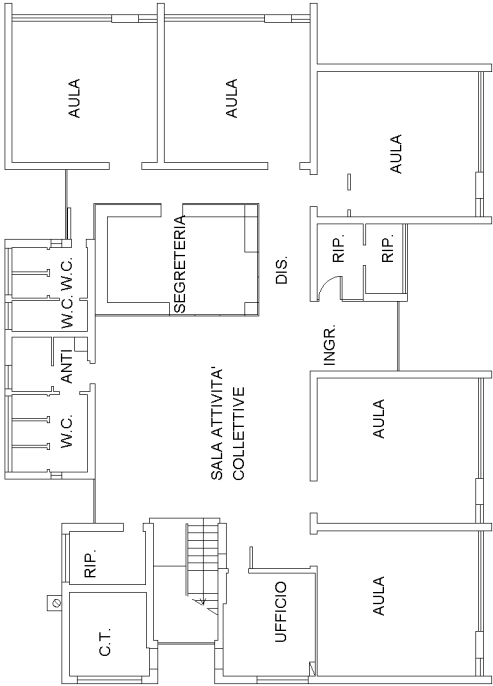 AULA
AULA
AULA
SEGRETERIA
DIS.
RIP.
RIP.
W.C.
W.C.
ANTI
W.C.
INGR.
SALA ATTIVITA'
COLLETTIVE
AULA
RIP.
C.T.
UFFICIO
AULA